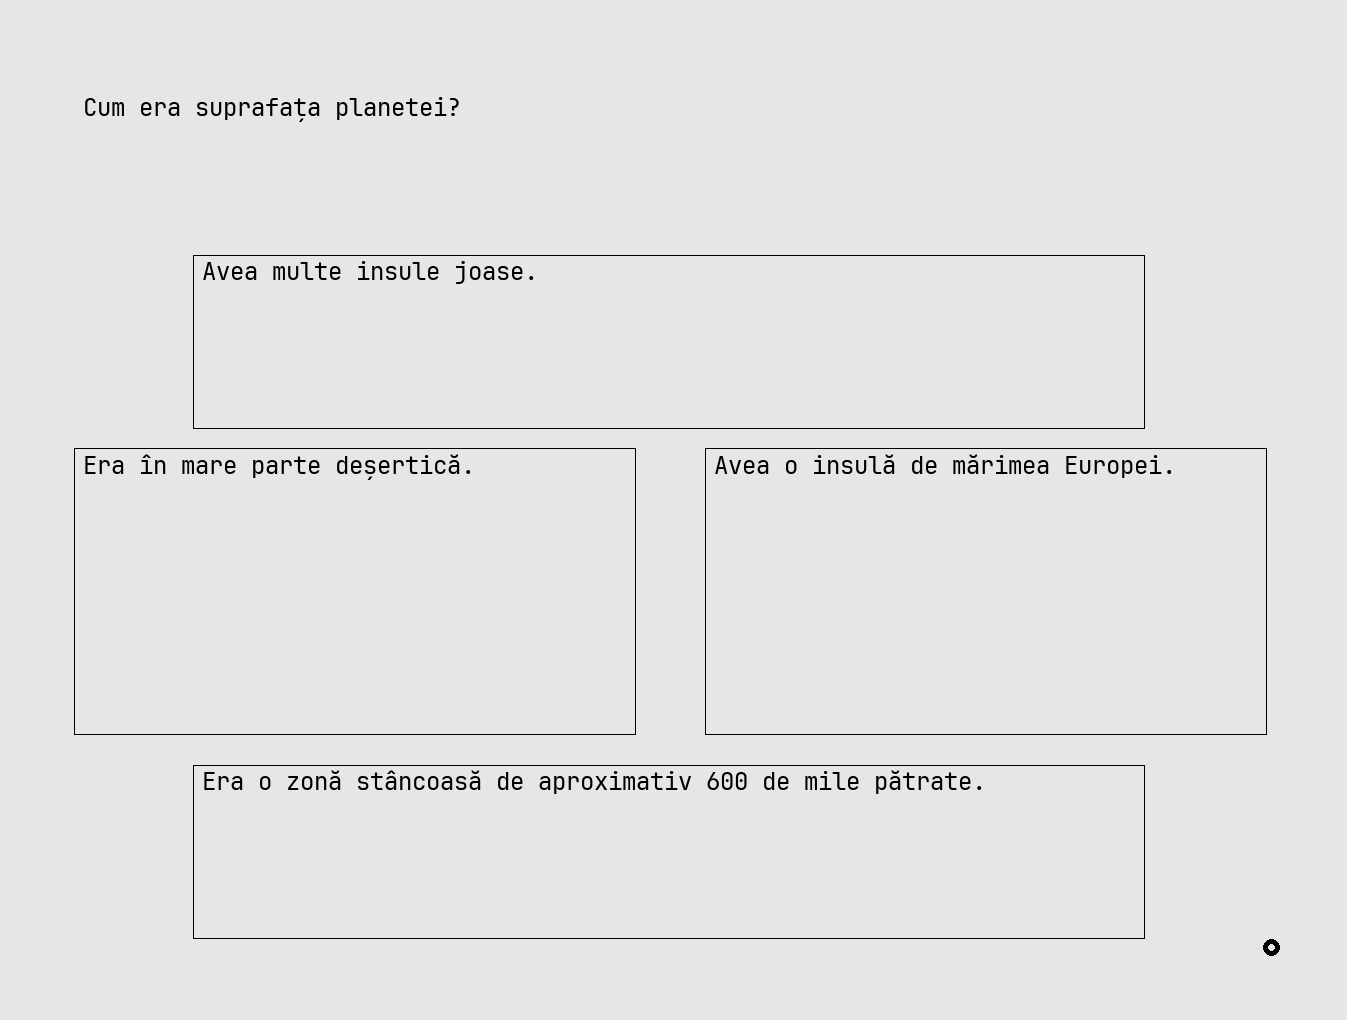 Cum era suprafața planetei?
Avea multe insule joase.
Era în mare parte deșertică.
Avea o insulă de mărimea Europei.
Era o zonă stâncoasă de aproximativ 600 de mile pătrate.